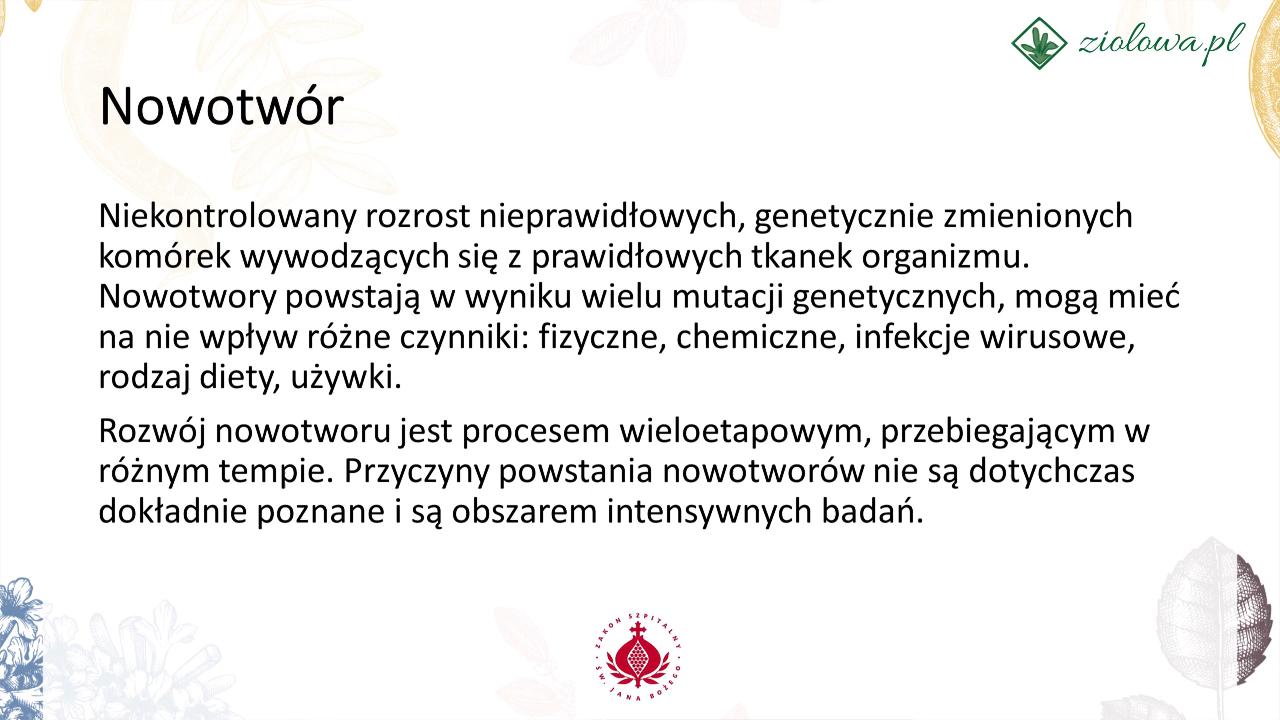 ziolowa.pl
Nowotwór
Niekontrolowany rozrost nieprawidłowych, genetycznie zmienionych
komórek wywodzących się z prawidłowych tkanek organizmu.
Nowotwory powstają w wyniku wielu mutacji genetycznych, mogą mieć
na nie wpływ różne czynniki: fizyczne, chemiczne, infekcje wirusowe,
rodzaj diety, używki.
Rozwój nowotworu jest procesem wieloetapowym, przebiegającym w
różnym tempie. Przyczyny powstania nowotworów nie są dotychczas
dokładnie poznane i są obszarem intensywnych badań.
ZAKON SZPITALNY
ŚW. JANA BOŻEGO